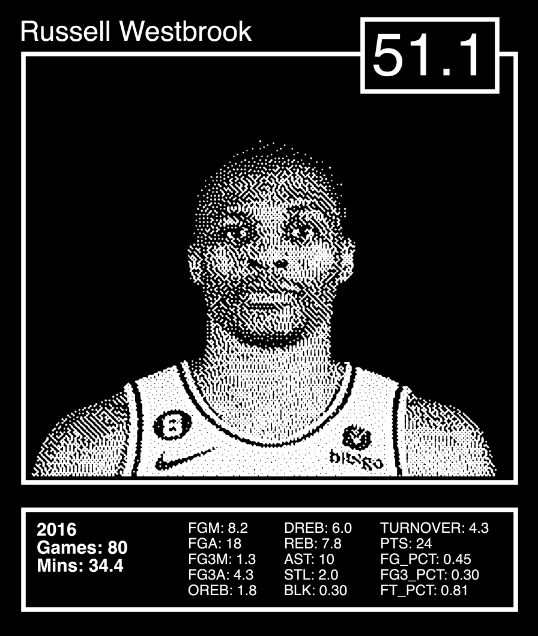 Russell Westbrook
51.1
6
bibigo
2016
Games: 80
Mins: 34.4
FGM: 8.2
FGA: 18
FG3M: 1.3
FG3A: 4.3
OREB: 1.8
DREB: 6.0
REB: 7.8
AST: 10
STL: 2.0
BLK: 0.30
TURNOVER: 4.3
PTS: 24
FG_PCT: 0.45
FG3_PCT: 0.30
FT_PCT: 0.81